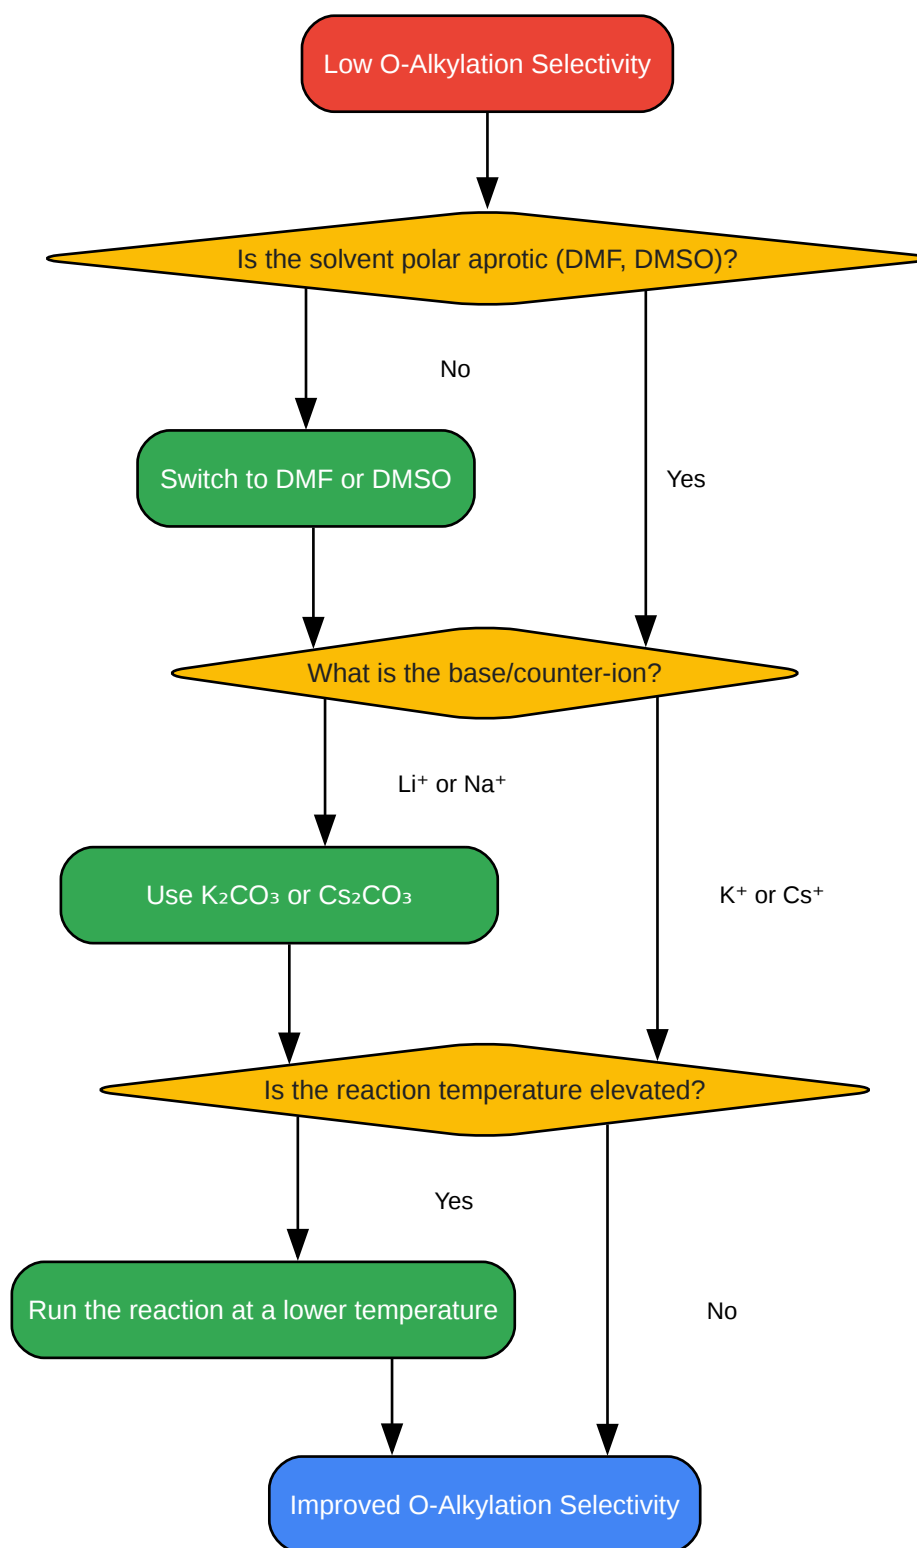 Low O-Alkylation Selectivity
Is the solvent polar aprotic (DMF, DMSO)?
No
Switch to DMF or DMSO
Yes
What is the base/counter-ion?
Li⁺ or Na⁺
Use K₂CO₃ or Cs₂CO₃
K⁺ or Cs⁺
Is the reaction temperature elevated?
Yes
Run the reaction at a lower temperature
No
Improved O-Alkylation Selectivity